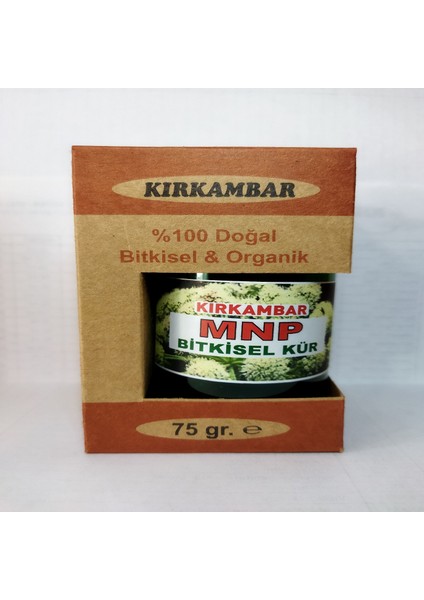 KIRKAMBAR
%100 Doğal
Bitkisel & Organik
KIRKAMBAR
MNP
BİTKİSEL KÜR
75 gr. ℮